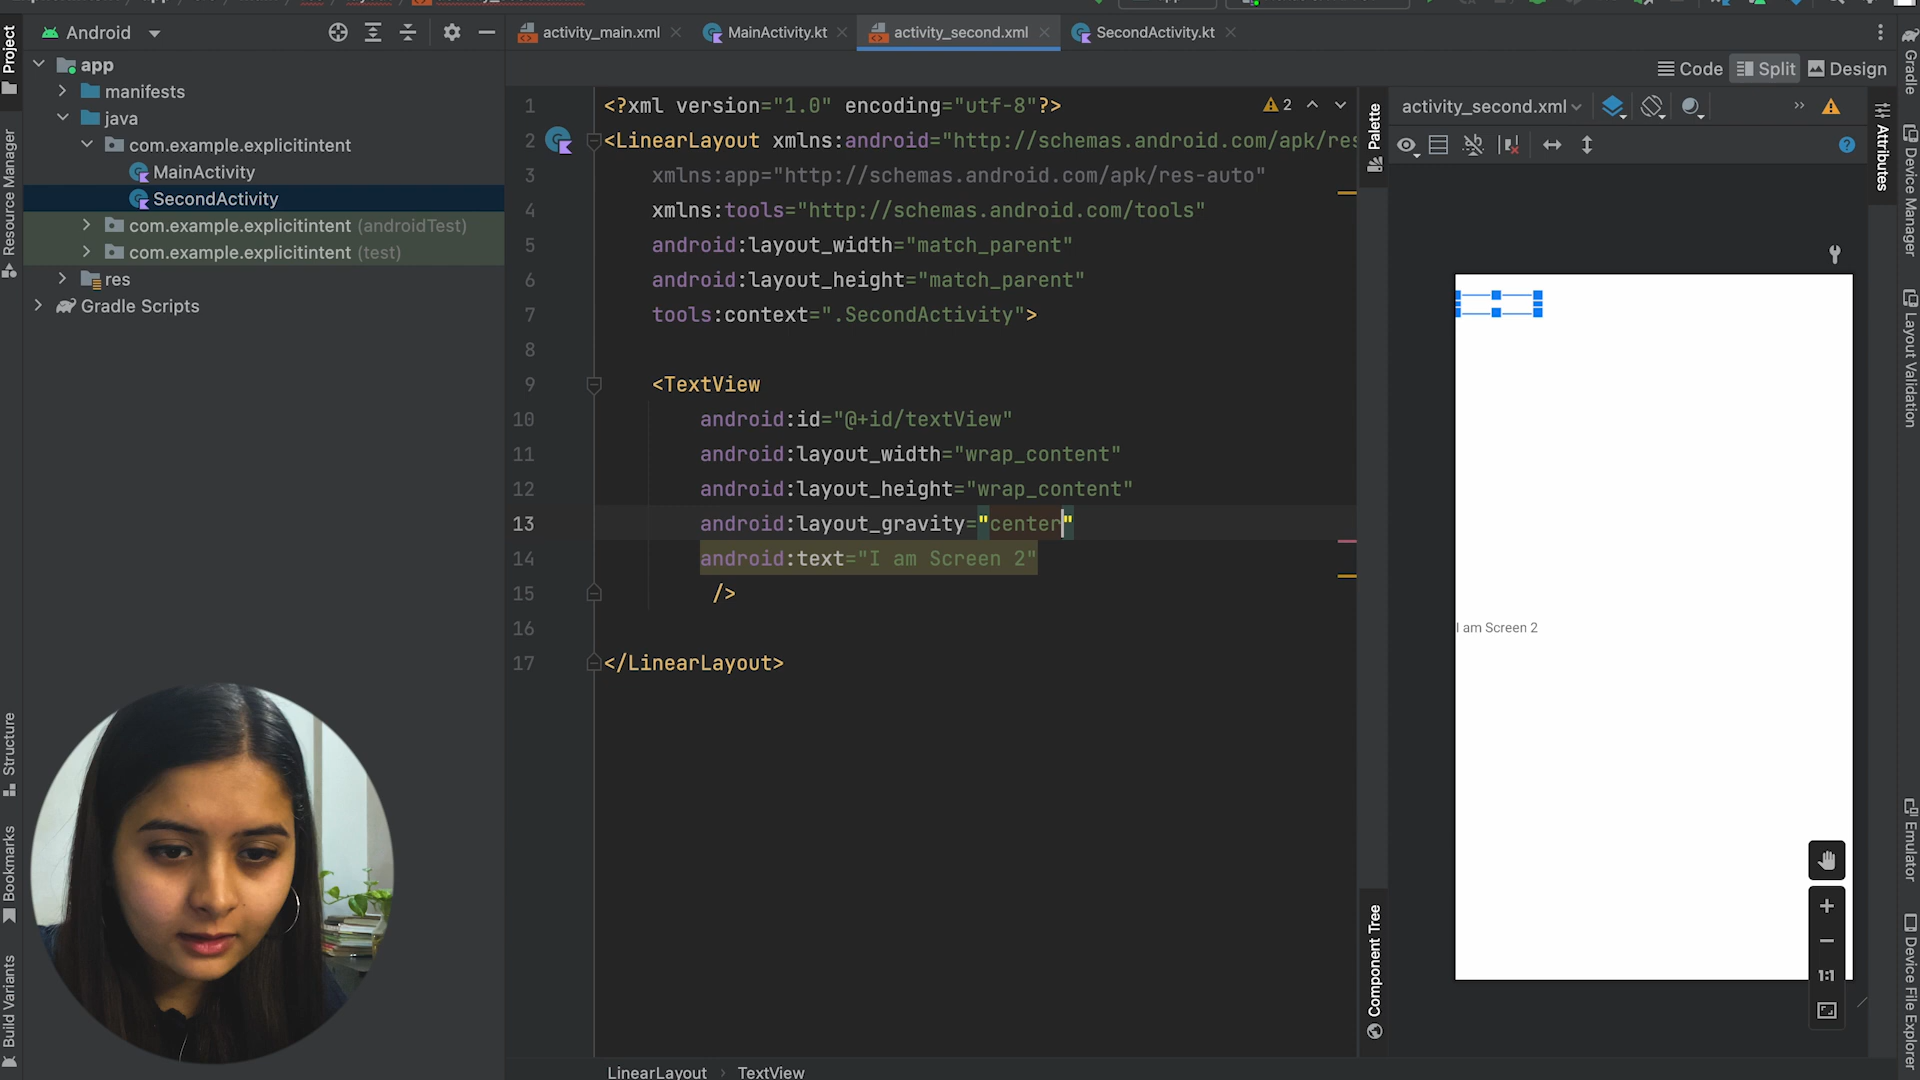 Android
activity_main.xml
MainActivity.kt
activity_second.xml
SecondActivity.kt
Project
app
Code
Split
Design
Gradle
manifests
java
com.example.explicitintent
MainActivity
SecondActivity
com.example.explicitintent (androidTest)
com.example.explicitintent (test)
res
Gradle Scripts
Resource Manager
Structure
Bookmarks
Build Variants
1 <?xml version="1.0" encoding="utf-8"?>
2 <LinearLayout xmlns:android="http://schemas.android.com/apk/res
3 xmlns:app="http://schemas.android.com/apk/res-auto"
4 xmlns:tools="http://schemas.android.com/tools"
5 android:layout_width="match_parent"
6 android:layout_height="match_parent"
7 tools:context=".SecondActivity">
8
9 <TextView
10 android:id="@+id/textView"
11 android:layout_width="wrap_content"
12 android:layout_height="wrap_content"
13 android:layout_gravity="center"
14 android:text="I am Screen 2"
15 />
16
17 </LinearLayout>
2
LinearLayout > TextView
Palette
Component Tree
activity_second.xml
I am Screen 2
1:1
Attributes
Device Manager
Layout Validation
Emulator
Device File Explorer